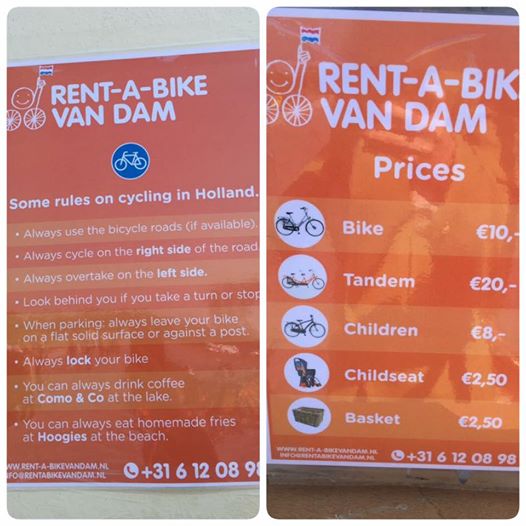 RENT-A-BIKE
VAN DAM
Some rules on cycling in Holland.
• Always use the bicycle roads (if available).
• Always cycle on the right side of the road
• Always overtake on the left side.
• Look behind you if you take a turn or stop
• When parking: always leave your bike
on a flat solid surface or against a post.
• Always lock your bike
• You can always drink coffee
at Como & Co at the lake.
• You can always eat homemade fries
at Hoogies at the beach.
WW.RENT-A-BIKEVANDAM.NL
NFO@RENTABIKEVANDAM.NL
+31 6 12 08 98
RENT-A-BIK
VAN DAM
Prices
Bike €10,-
Tandem €20,-
Children €8,-
Childseat €2,50
Basket €2,50
WWW.RENT-A-BIKEVANDAM.NL
INFO@RENTABIKEVANDAM.NL
+31 6 12 08 98